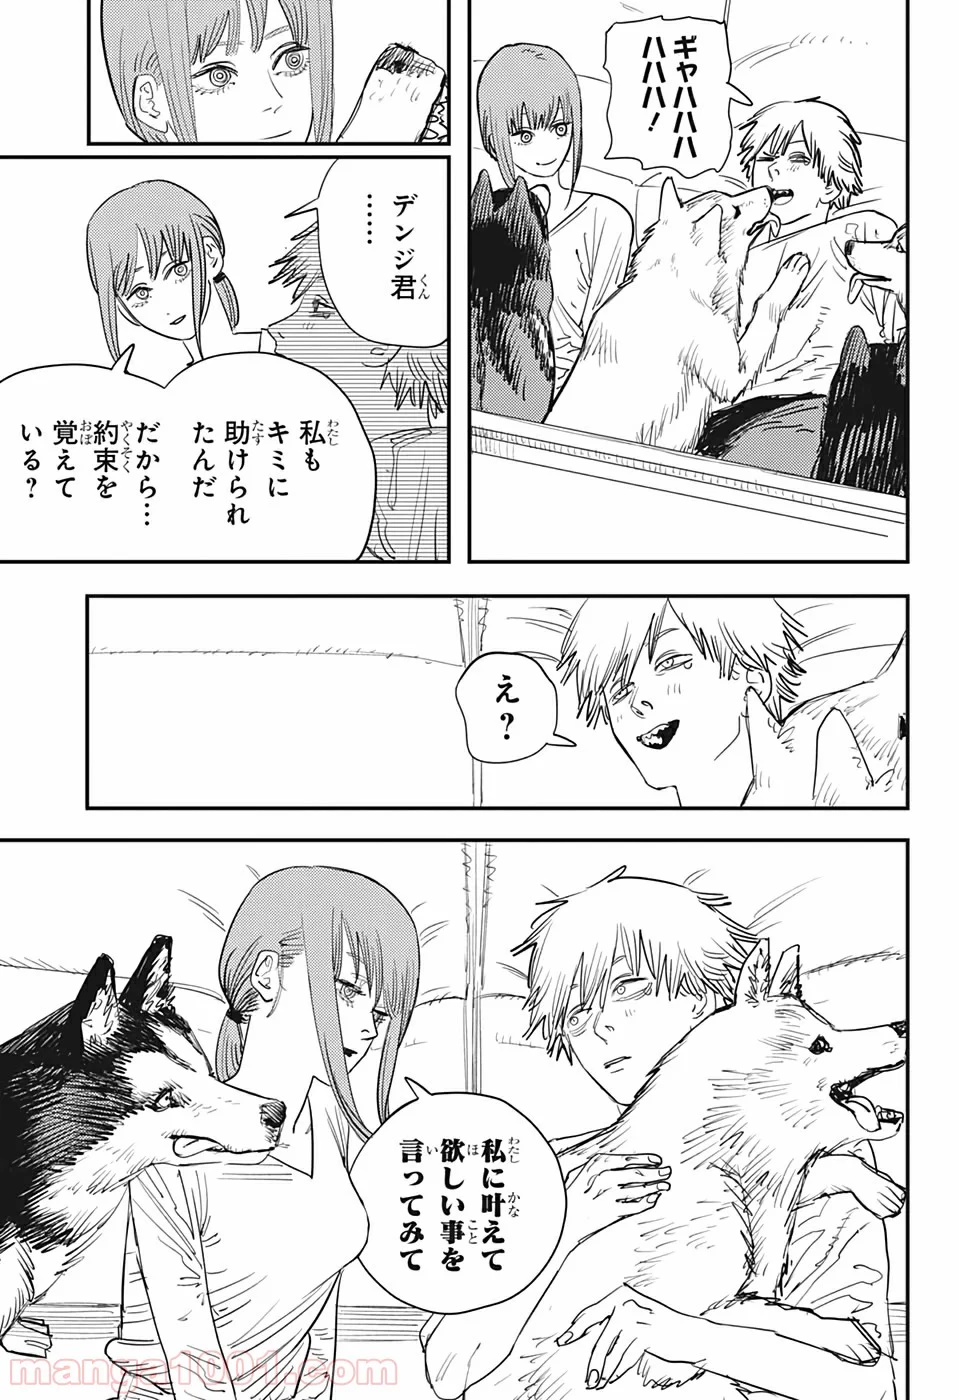 ギャハハハ
ハハハ!
デンジ君
……
私も
キミに
助けられ
たんだ
だから…
約束を
覚えて
いる?
え?
私に叶えて
欲しい事を
言ってみて
manga1001.com